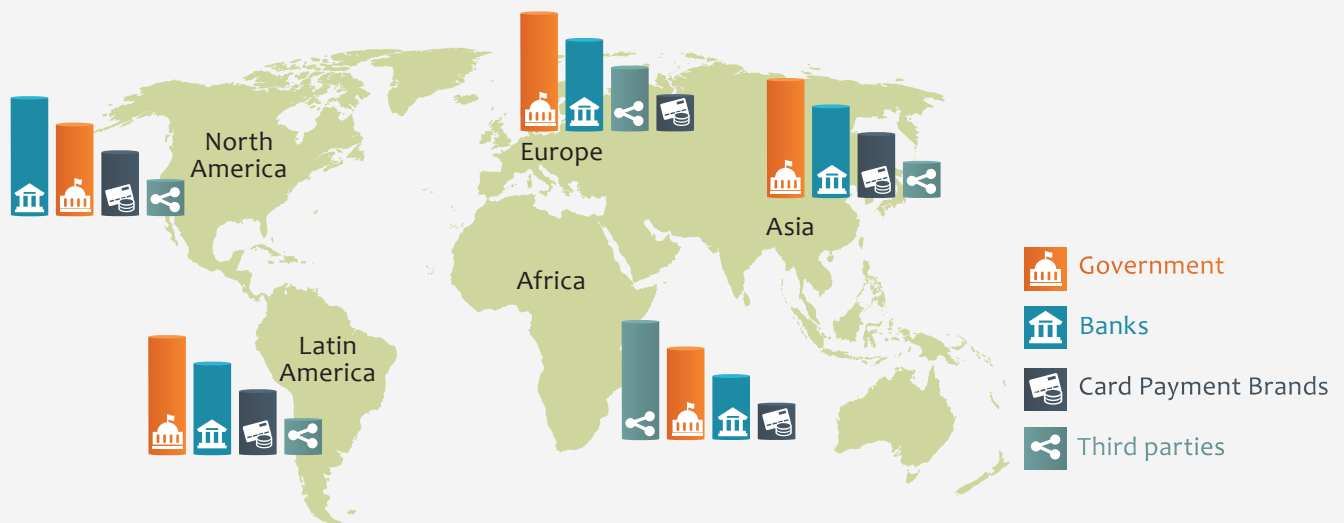 North
America
Europe
Asia
Africa
Latin
America
Government
Banks
Card Payment Brands
Third parties